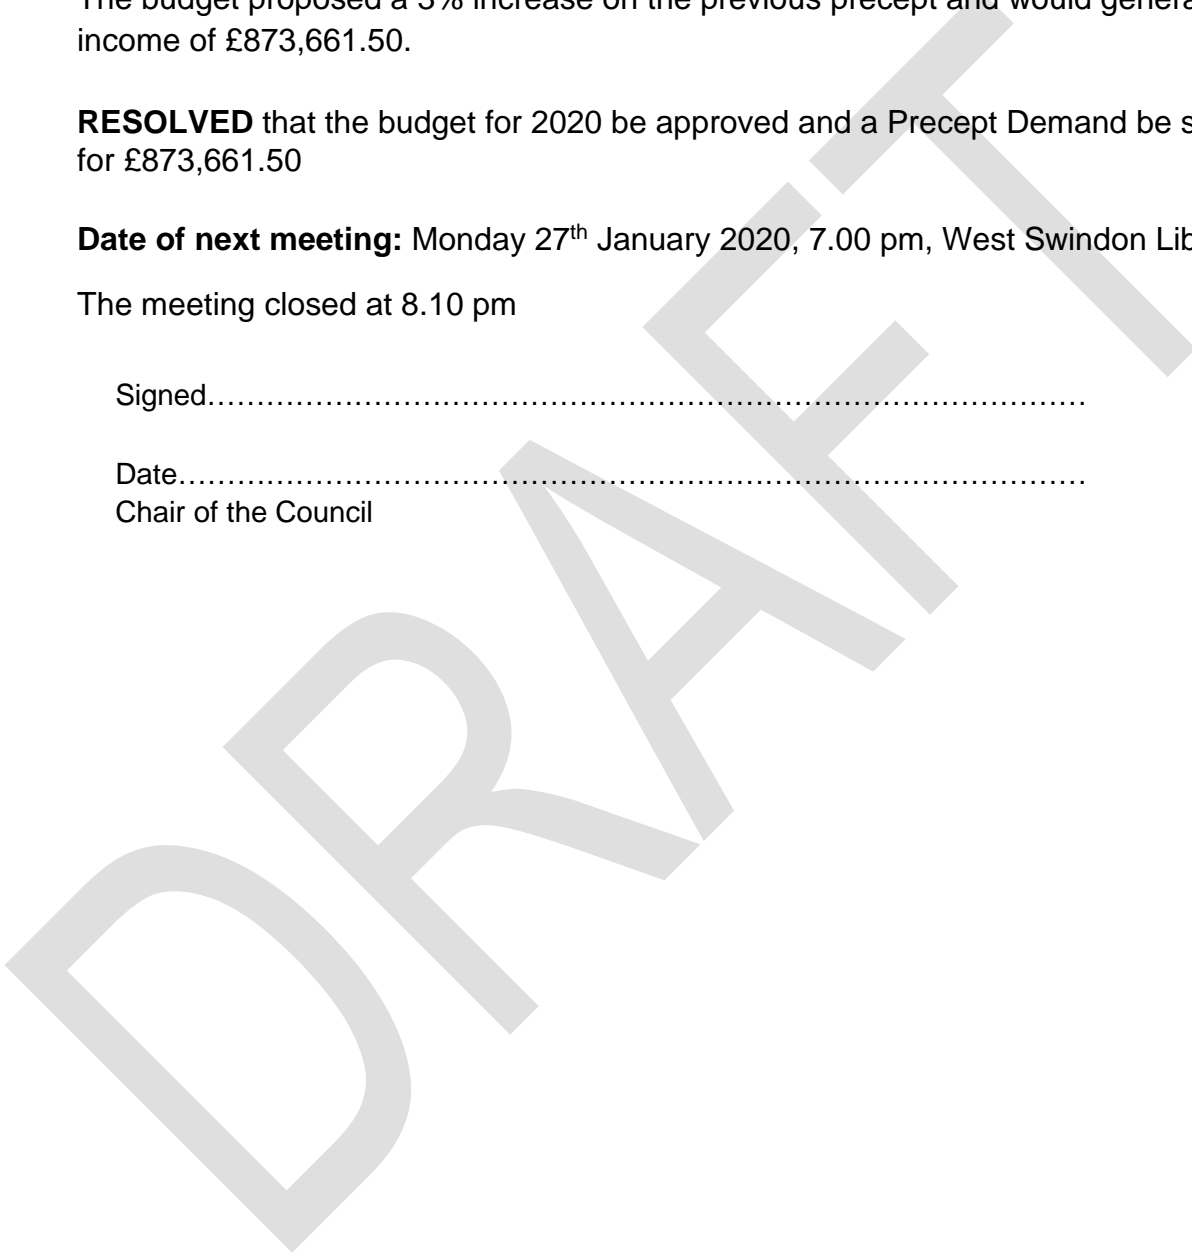 The budget proposed a 3% increase on the previous precept and would genera
income of £873,661.50.
RESOLVED that the budget for 2020 be approved and a Precept Demand be s
for £873,661.50
Date of next meeting: Monday 27th January 2020, 7.00 pm, West Swindon Lib
The meeting closed at 8.10 pm
Signed……………………………………………………………………………
Date………………………………………………………………………………
Chair of the Council
DRAFT